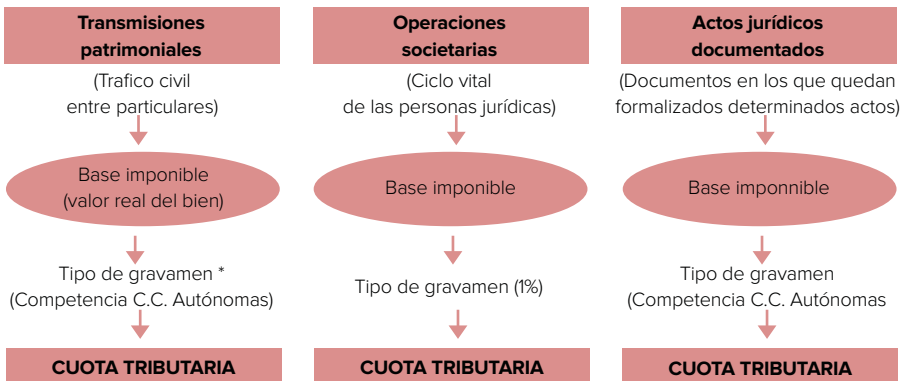 Transmisiones
patrimoniales
(Trafico civil
entre particulares)
Base imponible
(valor real del bien)
Tipo de gravamen *
(Competencia C.C. Autónomas)
CUOTA TRIBUTARIA
Operaciones
societarias
(Ciclo vital
de las personas jurídicas)
Base imponible
Tipo de gravamen (1%)
CUOTA TRIBUTARIA
Actos jurídicos
documentados
(Documentos en los que quedan
formalizados determinados actos)
Base imponnible
Tipo de gravamen
(Competencia C.C. Autónomas
CUOTA TRIBUTARIA